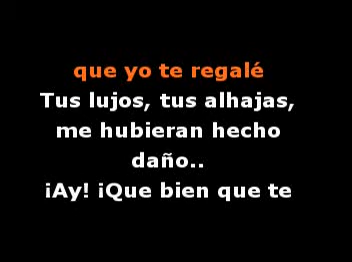 que yo te regalé
Tus lujos, tus alhajas,
me hubieran hecho
daño..
¡Ay! ¡Que bien que te